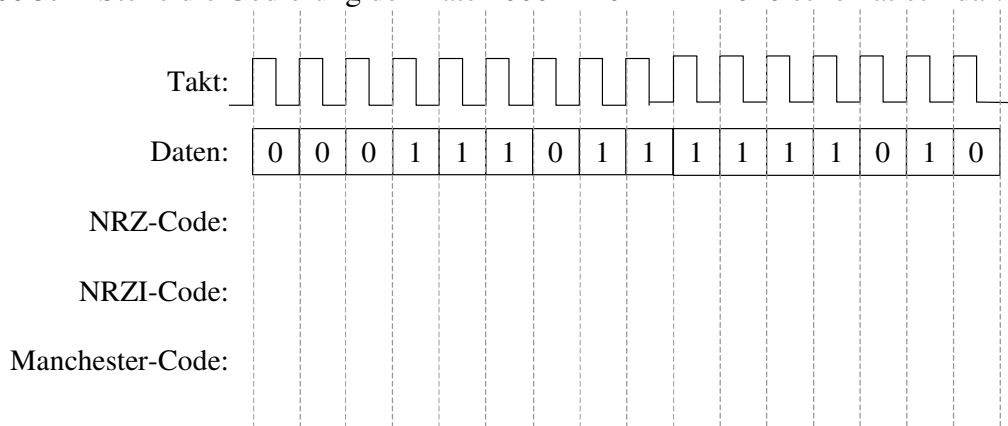 Takt:
Daten: 0 0 0 1 1 1 0 1 1 1 1 1 1 0 1 0
NRZ-Code:
NRZI-Code:
Manchester-Code: